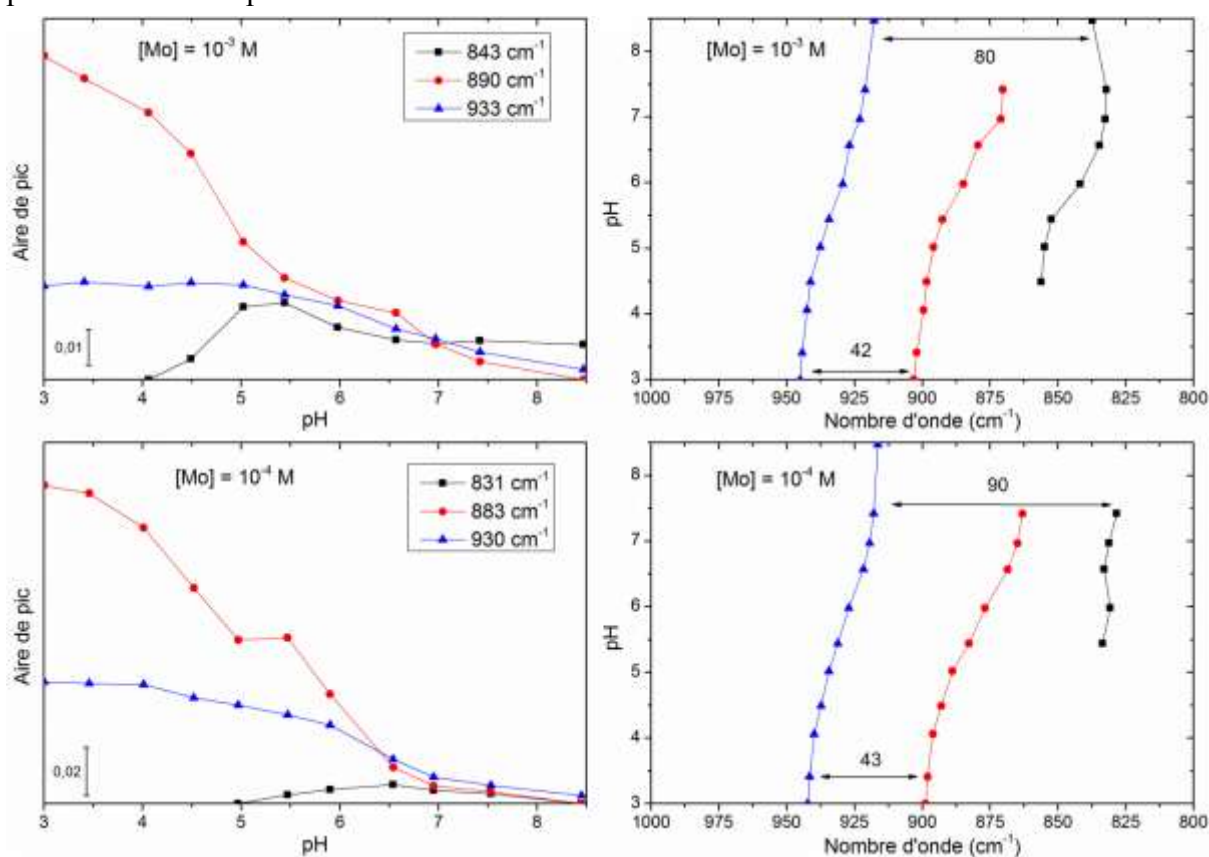 [Mo] = 10⁻³ M
843 cm⁻¹
890 cm⁻¹
933 cm⁻¹
Aire de pic
0,01
3 4 5 6 7 8
pH
[Mo] = 10⁻³ M
80
42
pH
8
7
6
5
4
3
1000 975 950 925 900 875 850 825 800
Nombre d'onde (cm⁻¹)
[Mo] = 10⁻⁴ M
831 cm⁻¹
883 cm⁻¹
930 cm⁻¹
Aire de pic
0,02
3 4 5 6 7 8
pH
[Mo] = 10⁻⁴ M
90
43
pH
8
7
6
5
4
3
1000 975 950 925 900 875 850 825 800
Nombre d'onde (cm⁻¹)